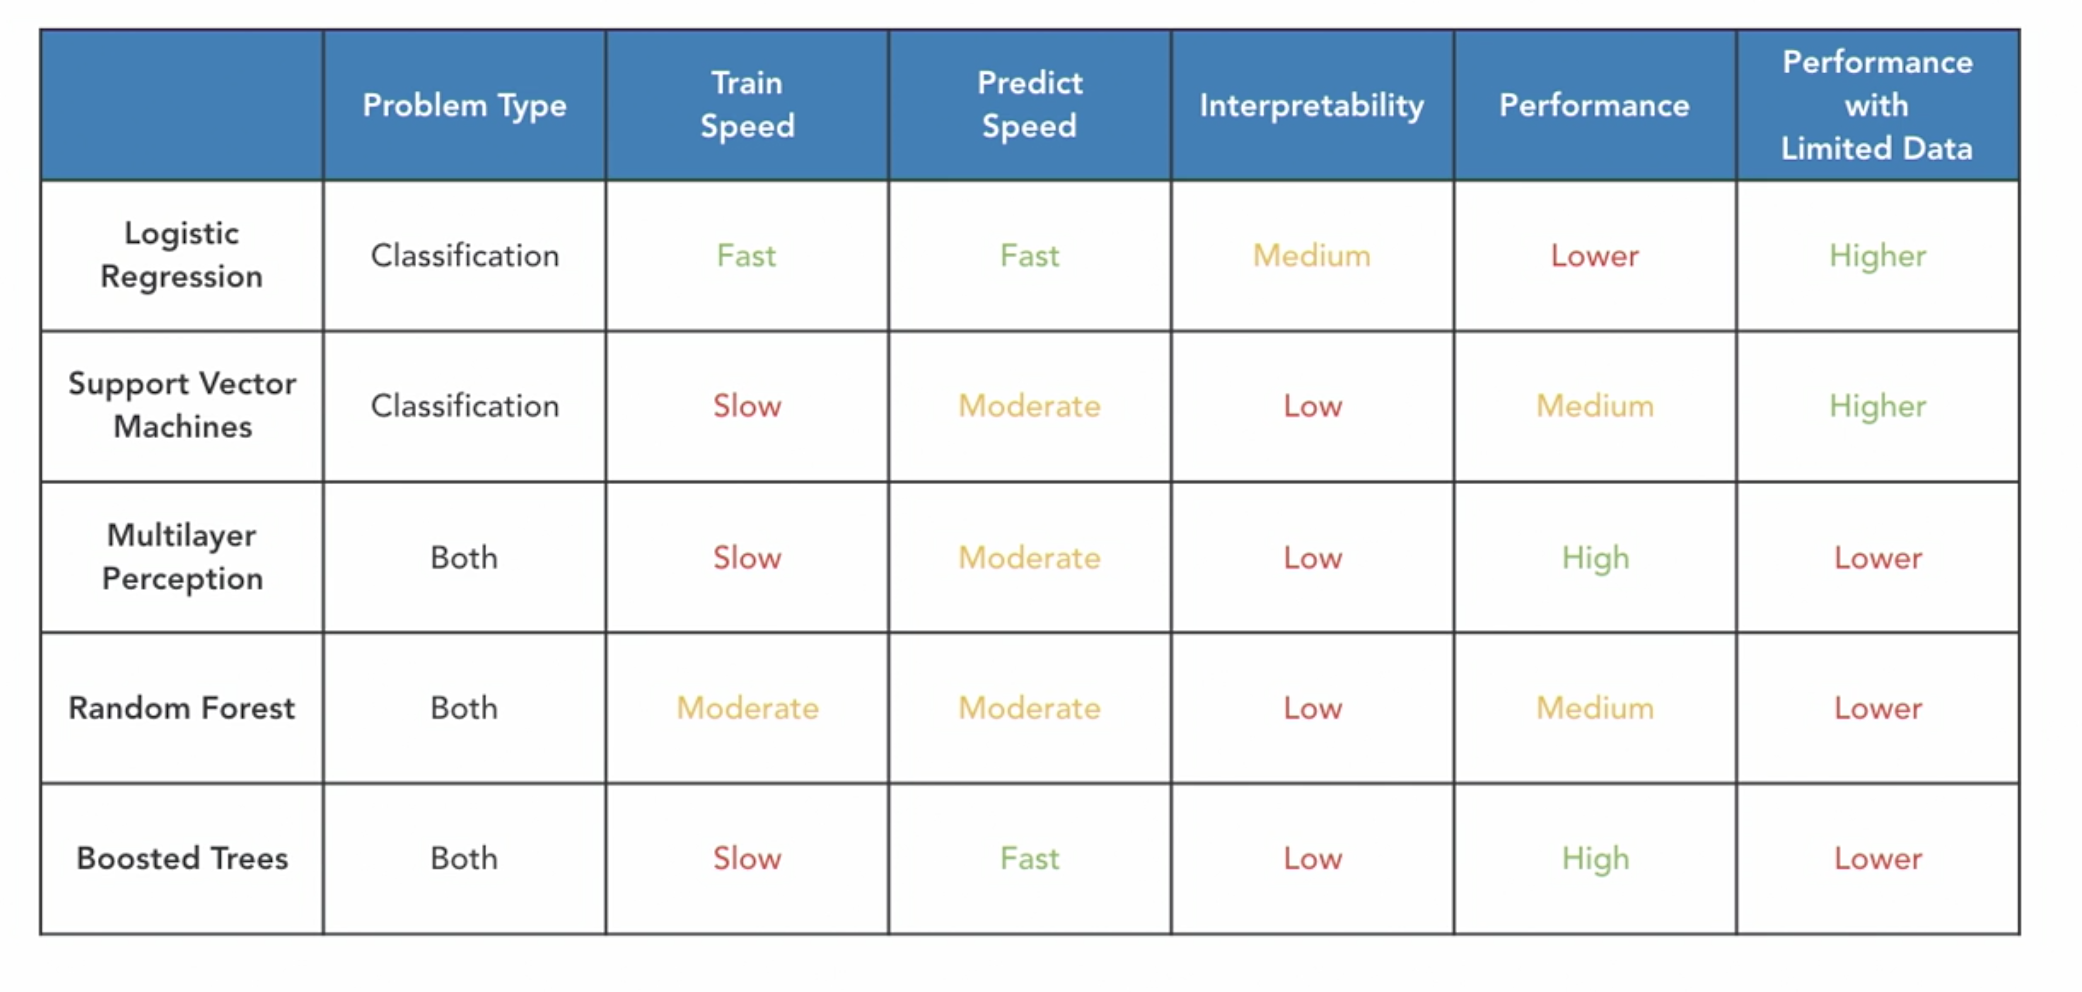 Problem Type
Train
Speed
Predict
Speed
Interpretability
Performance
Performance
with
Limited Data
Logistic
Regression
Classification
Fast
Fast
Medium
Lower
Higher
Support Vector
Machines
Classification
Slow
Moderate
Low
Medium
Higher
Multilayer
Perception
Both
Slow
Moderate
Low
High
Lower
Random Forest
Both
Moderate
Moderate
Low
Medium
Lower
Boosted Trees
Both
Slow
Fast
Low
High
Lower